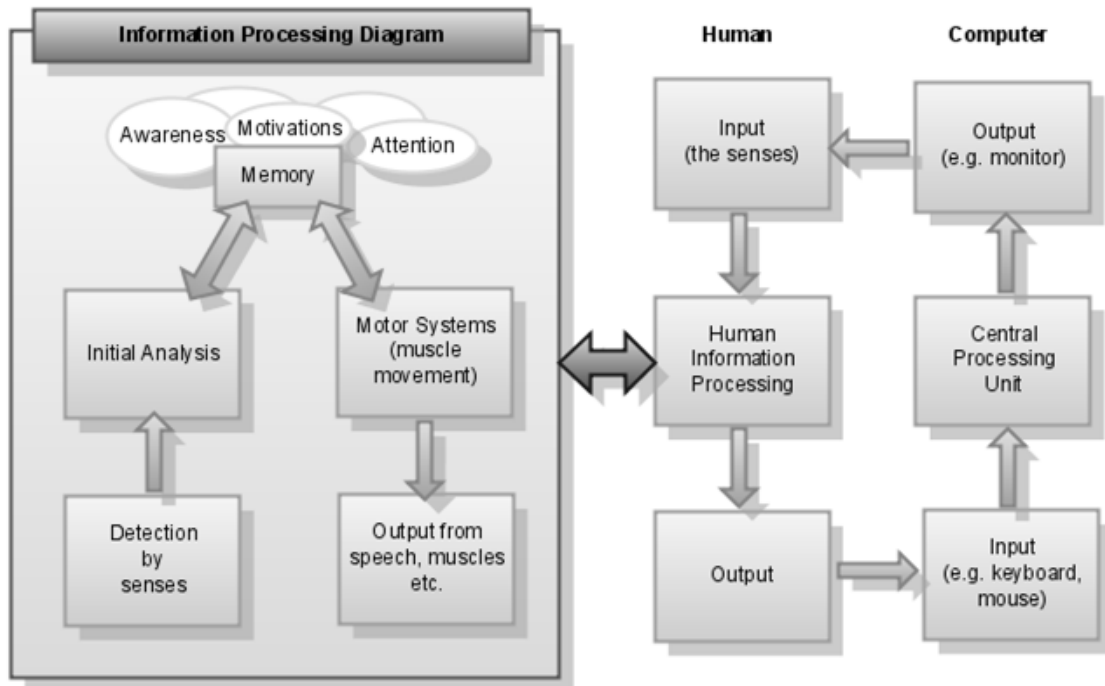 Information Processing Diagram
Awareness
Motivations
Attention
Memory
Initial Analysis
Motor Systems
(muscle
movement)
Detection
by
senses
Output from
speech, muscles
etc.
Human
Computer
Input
(the senses)
Output
(e.g. monitor)
Human
Information
Processing
Central
Processing
Unit
Output
Input
(e.g. keyboard,
mouse)